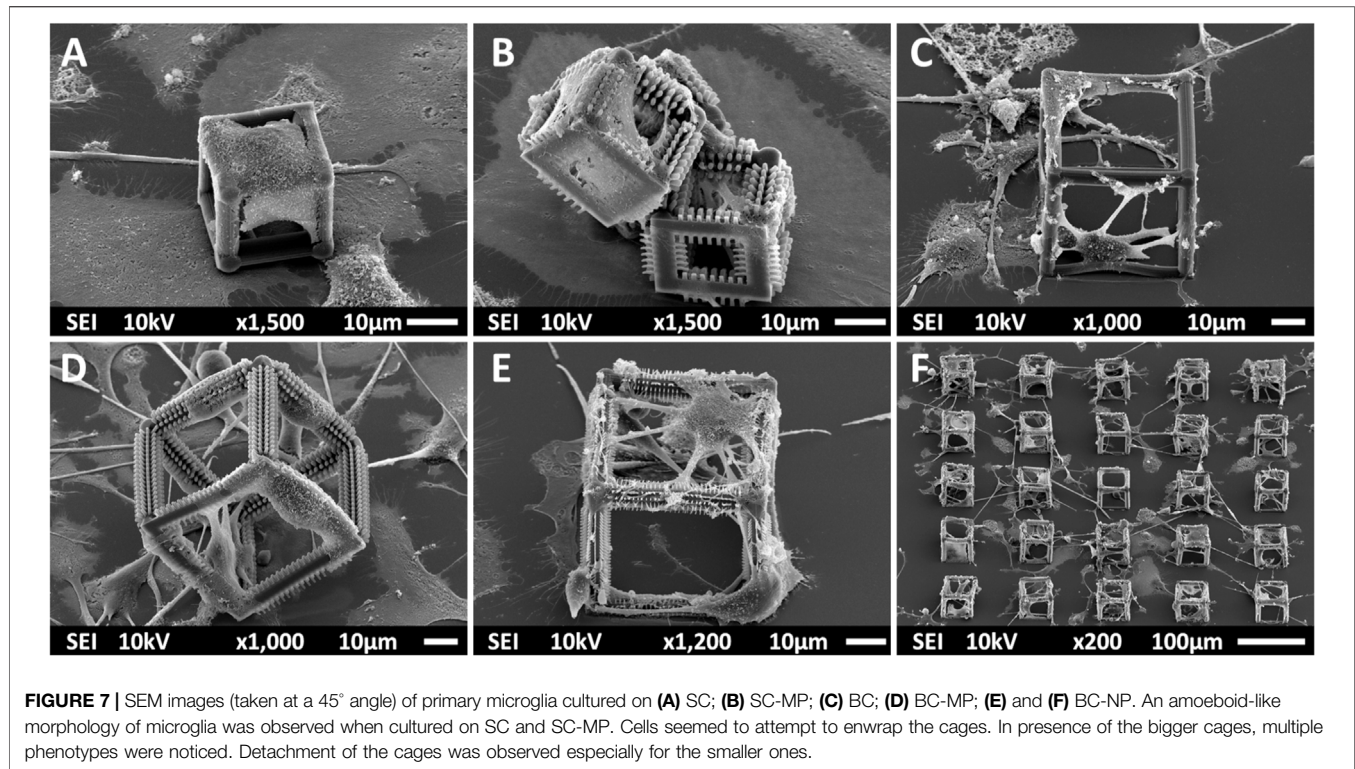 A
SEI 10kV x1,500 10μm
B
SEI 10kV x1,500 10μm
C
SEI 10kV x1,000 10μm
D
SEI 10kV x1,000 10μm
E
SEI 10kV x1,200 10μm
F
SEI 10kV x200 100μm
FIGURE 7 | SEM images (taken at a 45° angle) of primary microglia cultured on (A) SC; (B) SC-MP; (C) BC; (D) BC-MP; (E) and (F) BC-NP. An amoeboid-like
morphology of microglia was observed when cultured on SC and SC-MP. Cells seemed to attempt to enwrap the cages. In presence of the bigger cages, multiple
phenotypes were noticed. Detachment of the cages was observed especially for the smaller ones.